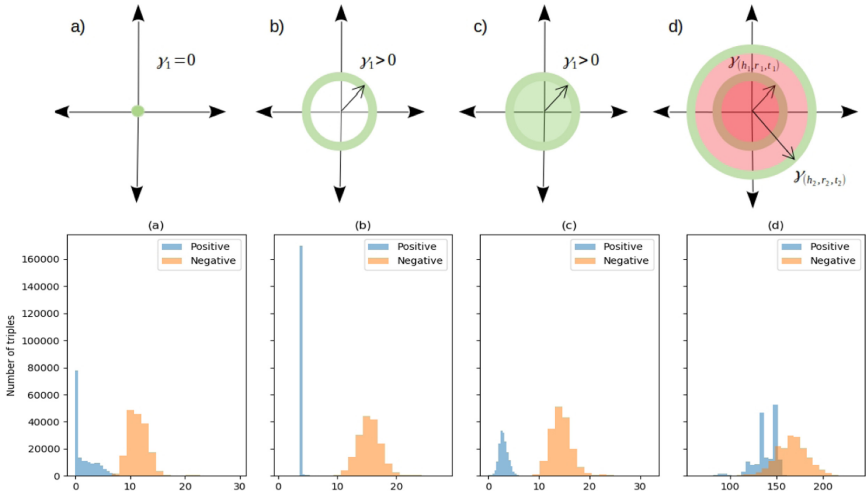 a)
b)
c)
d)
γ₁=0
γ₁>0
γ₁>0
γ(h₁,r₁,t₁)
γ(h₂,r₂,t₂)
(a)
(b)
(c)
(d)
Positive
Negative
Positive
Negative
Positive
Negative
Positive
Negative
Number of triples
160000
140000
120000
100000
80000
60000
40000
20000
0
0 10 20 30
0 10 20
0 10 20 30
100 150 200